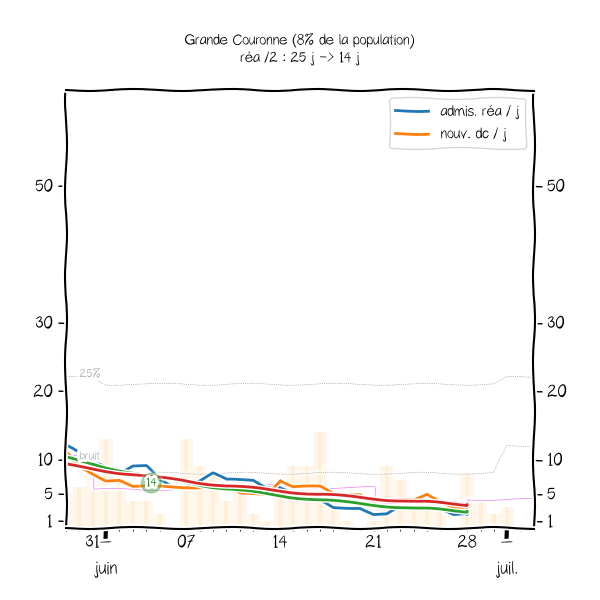 Grande Couronne (8% de la population)
réa /2 : 25 j -> 14 j
admis. réa / j
nouv. dc / j
50 50
30 30
25%
20 20
bruit
10 10
14
5 5
1 1
31 07 14 21 28
juin juil.